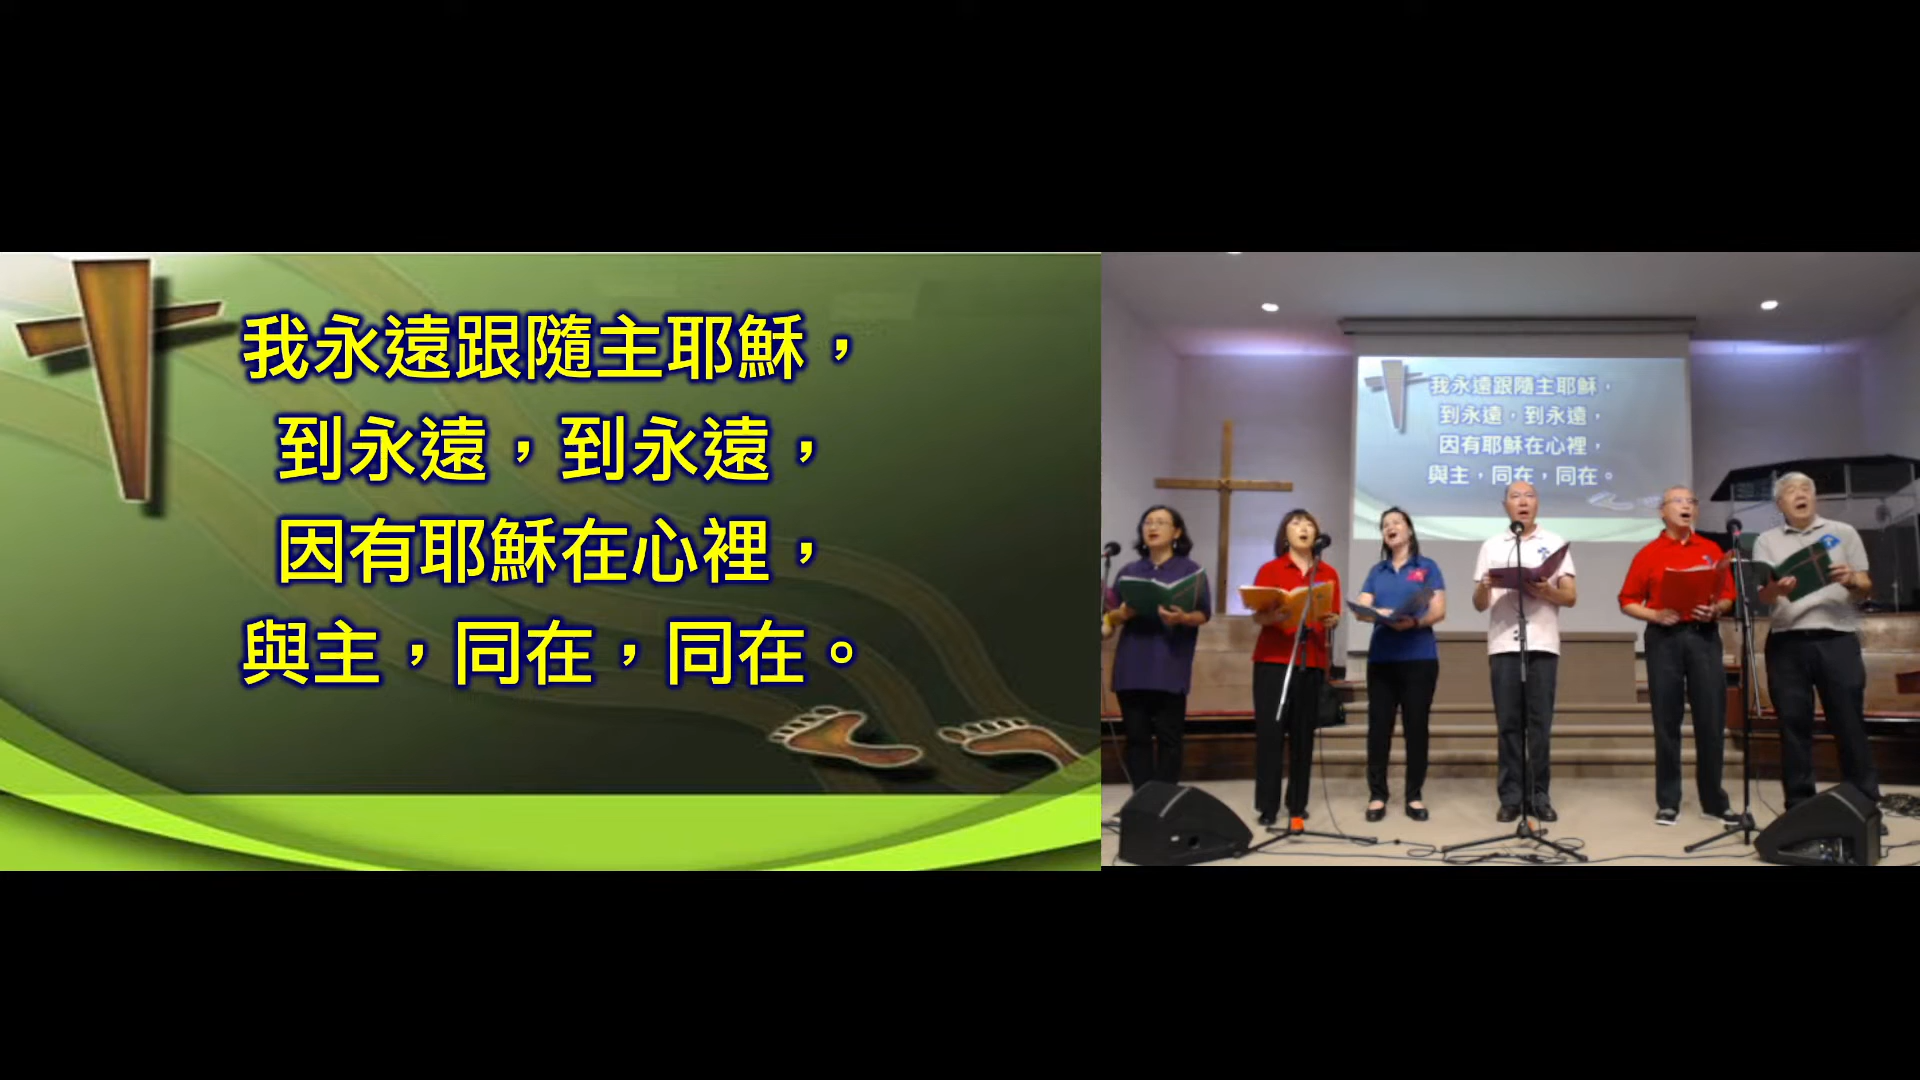 我永遠跟隨主耶穌，
到永遠，到永遠，
因有耶穌在心裡，
與主，同在，同在。
我永遠跟隨主耶穌，
到永遠，到永遠，
因有耶穌在心裡，
與主，同在，同在。